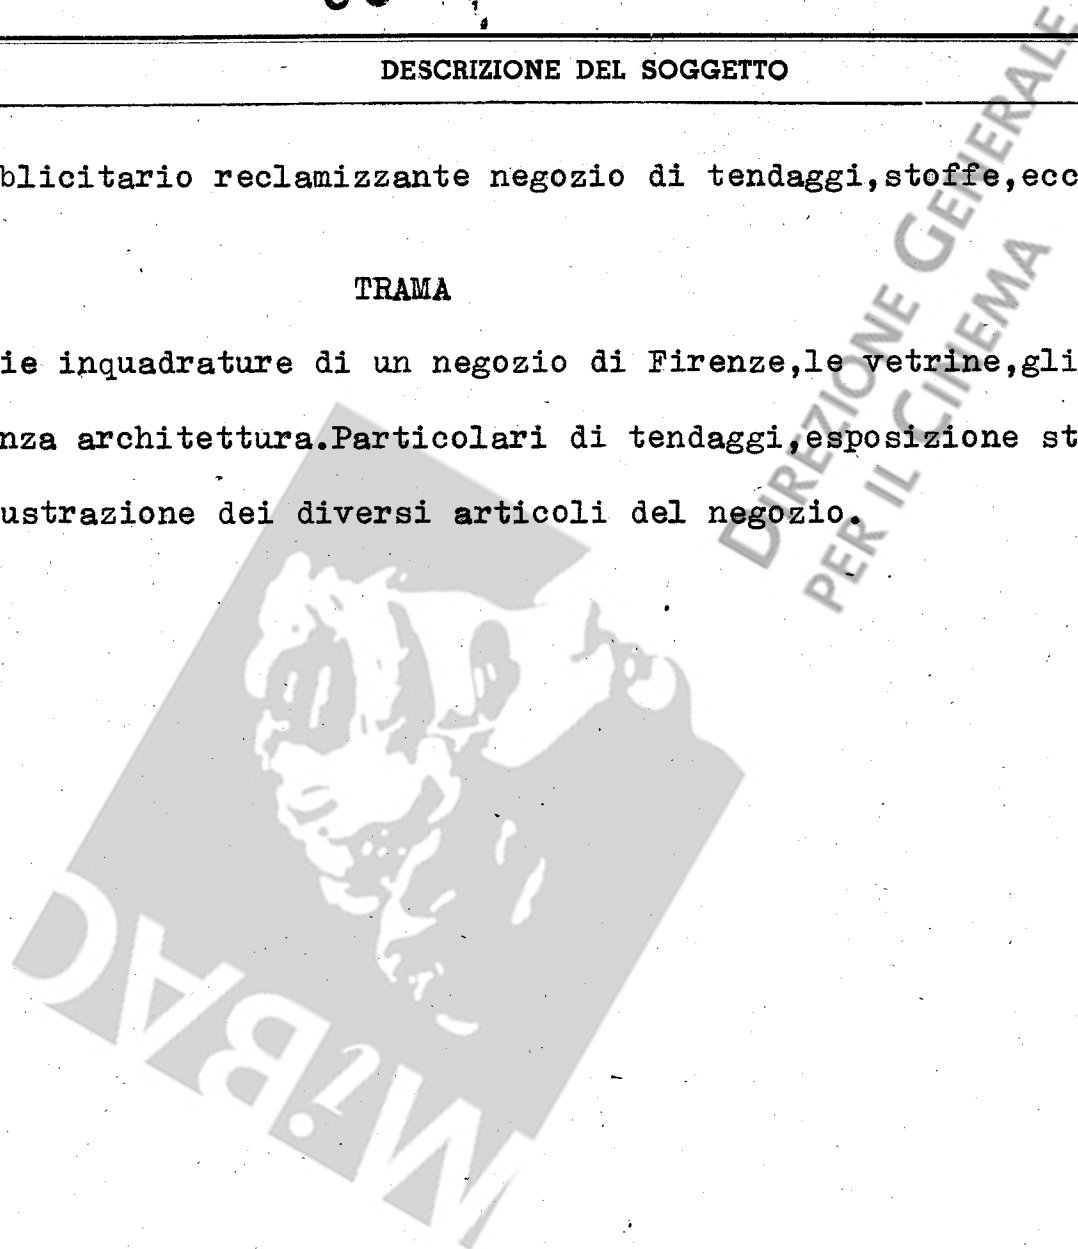 DESCRIZIONE DEL SOGGETTO
blicitario reclamizzante negozio di tendaggi,stoffe,ecc
TRAMA
ie inquadrature di un negozio di Firenze,le vetrine,gli
nza architettura.Particolari di tendaggi,esposizione st
ustrazione dei diversi articoli del negozio.
DIREZIONE GENERALE
PER IL CINEMA
MiBAC